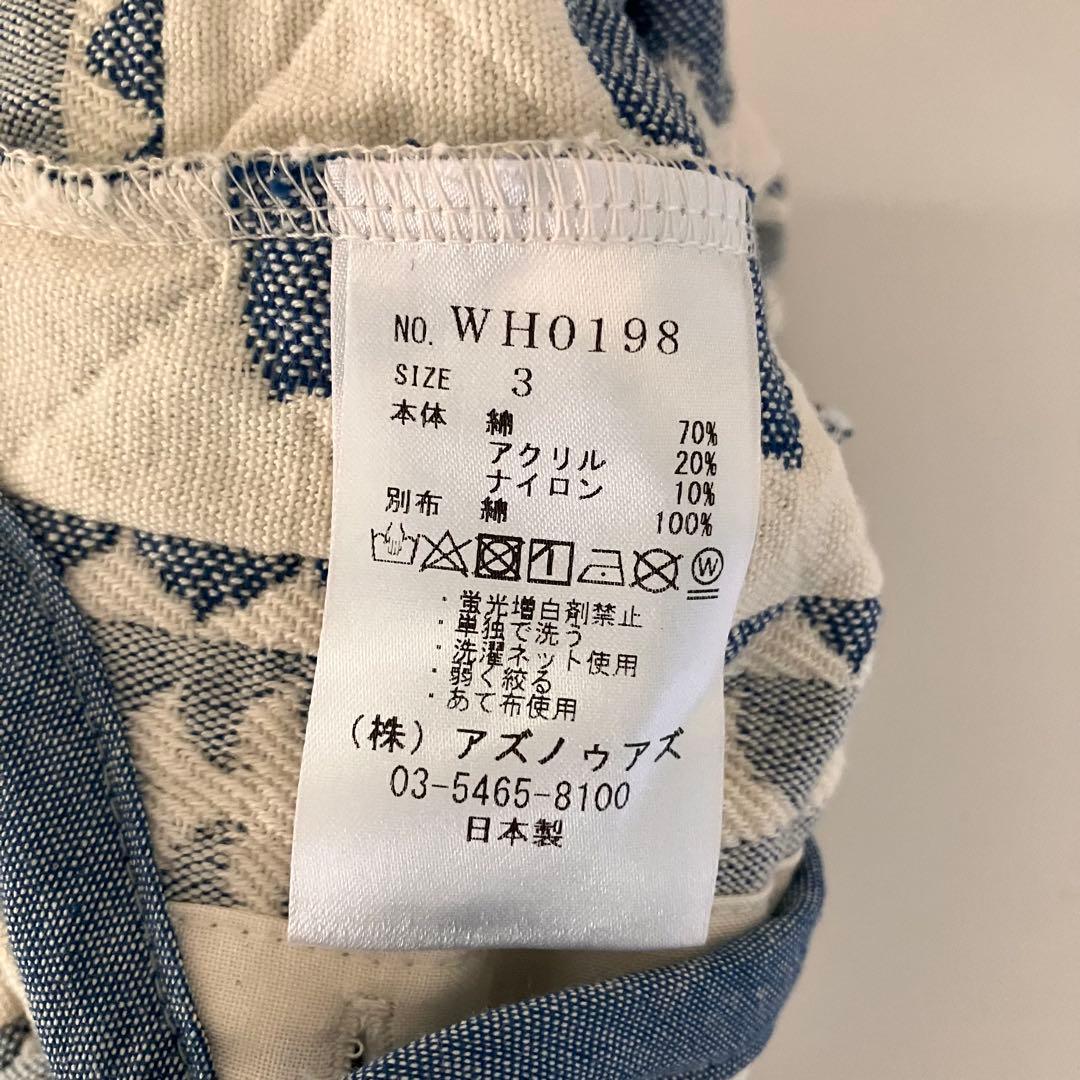 NO. WH0198
SIZE 3
本体 綿 70%
アクリル 20%
ナイロン 10%
別布 綿 100%
・蛍光増白剤禁止
・単独で洗う
・洗濯ネット使用
・弱く絞る
・あて布使用
(株) アズノゥアズ
03-5465-8100
日本製